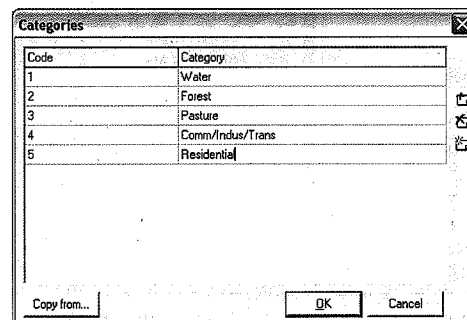 Categories
Code Category
1 Water
2 Forest
3 Pasture
4 Comm/Indus/Trans
5 Residential
Copy from... OK Cancel